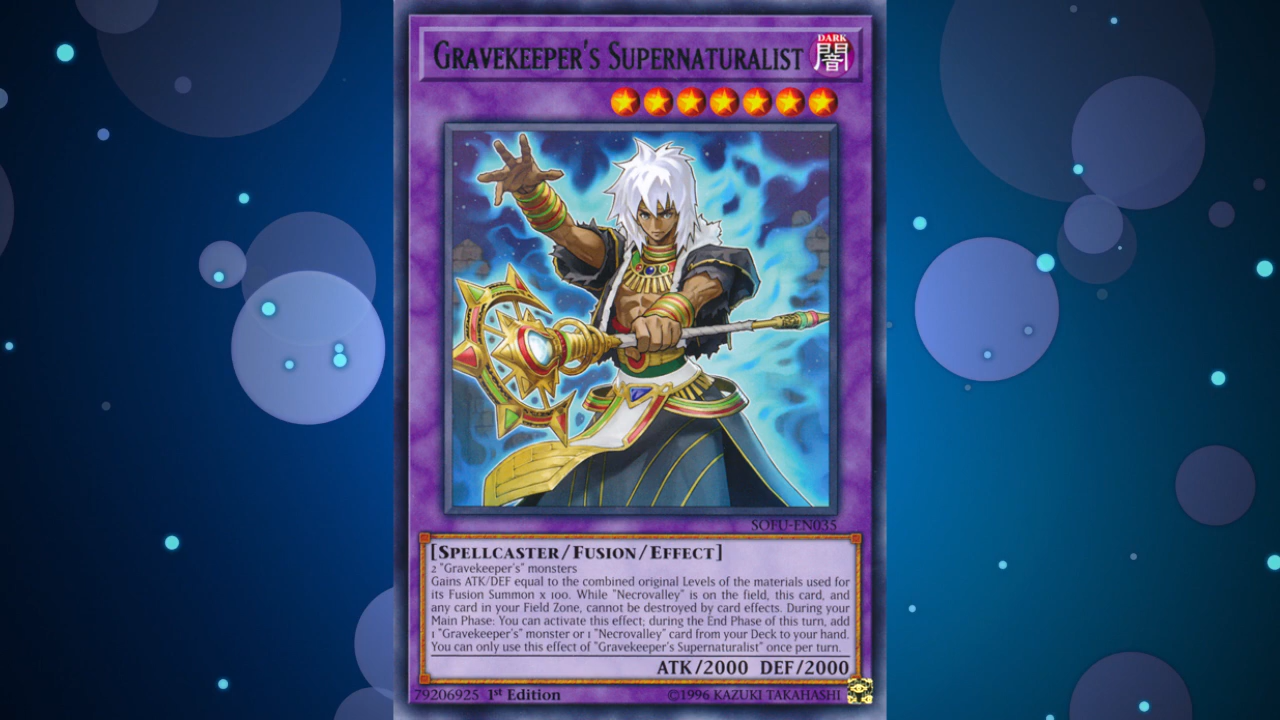 GRAVEKEEPER'S SUPERNATURALIST
DARK
闇
SOFU-EN035
[SPELLCASTER/FUSION/EFFECT]
2 "Gravekeeper's" monsters
Gains ATK/DEF equal to the combined original Levels of the materials used for
its Fusion Summon x 100. While "Necrovalley" is on the field, this card, and
any card in your Field Zone, cannot be destroyed by card effects. During your
Main Phase: You can activate this effect; during the End Phase of this turn, add
1 "Gravekeeper's" monster or 1 "Necrovalley" card from your Deck to your hand.
You can only use this effect of "Gravekeeper's Supernaturalist" once per turn.
ATK/2000 DEF/2000
79206925 1st Edition ©1996 KAZUKI TAKAHASHI